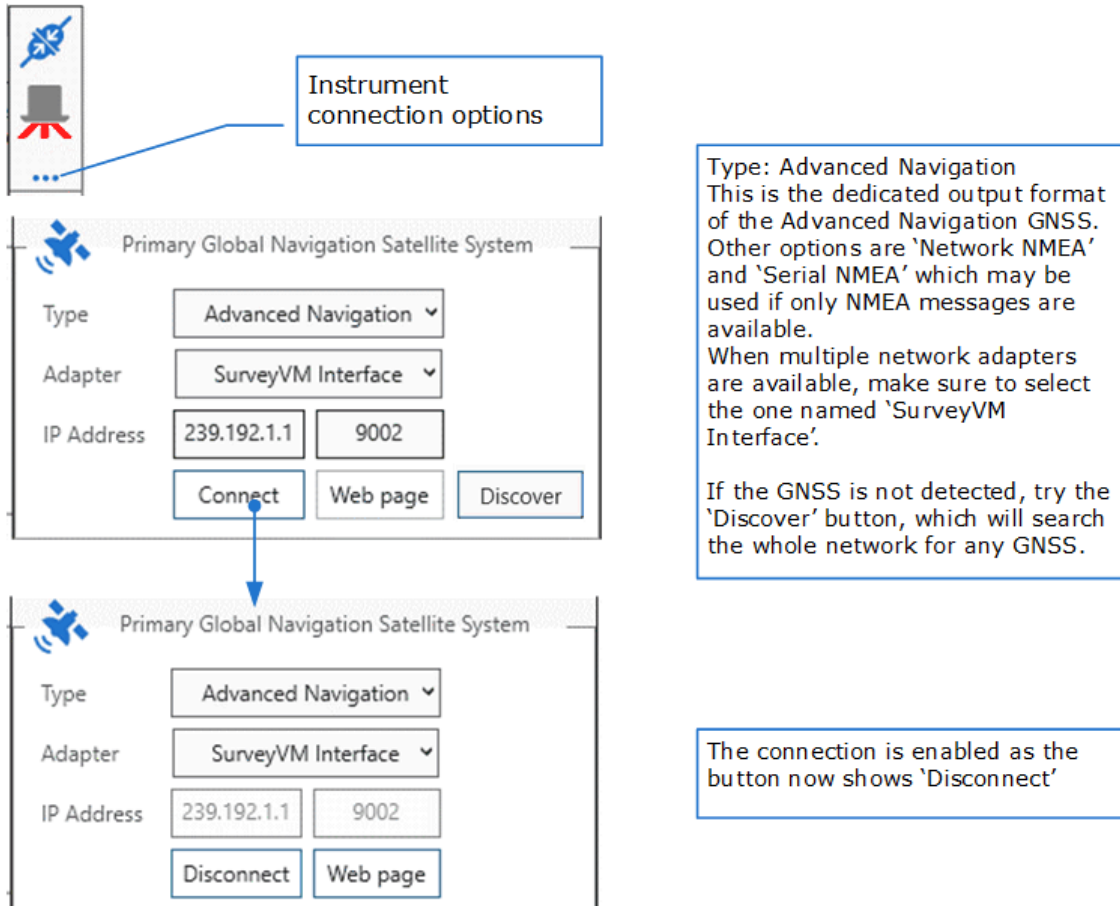 Instrument
connection options
Primary Global Navigation Satellite System
Type
Advanced Navigation
Adapter
SurveyVM Interface
IP Address
239.192.1.1
9002
Connect
Web page
Discover
Type: Advanced Navigation
This is the dedicated output format
of the Advanced Navigation GNSS.
Other options are ‘Network NMEA’
and ‘Serial NMEA’ which may be
used if only NMEA messages are
available.
When multiple network adapters
are available, make sure to select
the one named ‘SurveyVM
Interface’.
If the GNSS is not detected, try the
‘Discover’ button, which will search
the whole network for any GNSS.
Primary Global Navigation Satellite System
Type
Advanced Navigation
Adapter
SurveyVM Interface
IP Address
239.192.1.1
9002
Disconnect
Web page
The connection is enabled as the
button now shows ‘Disconnect’